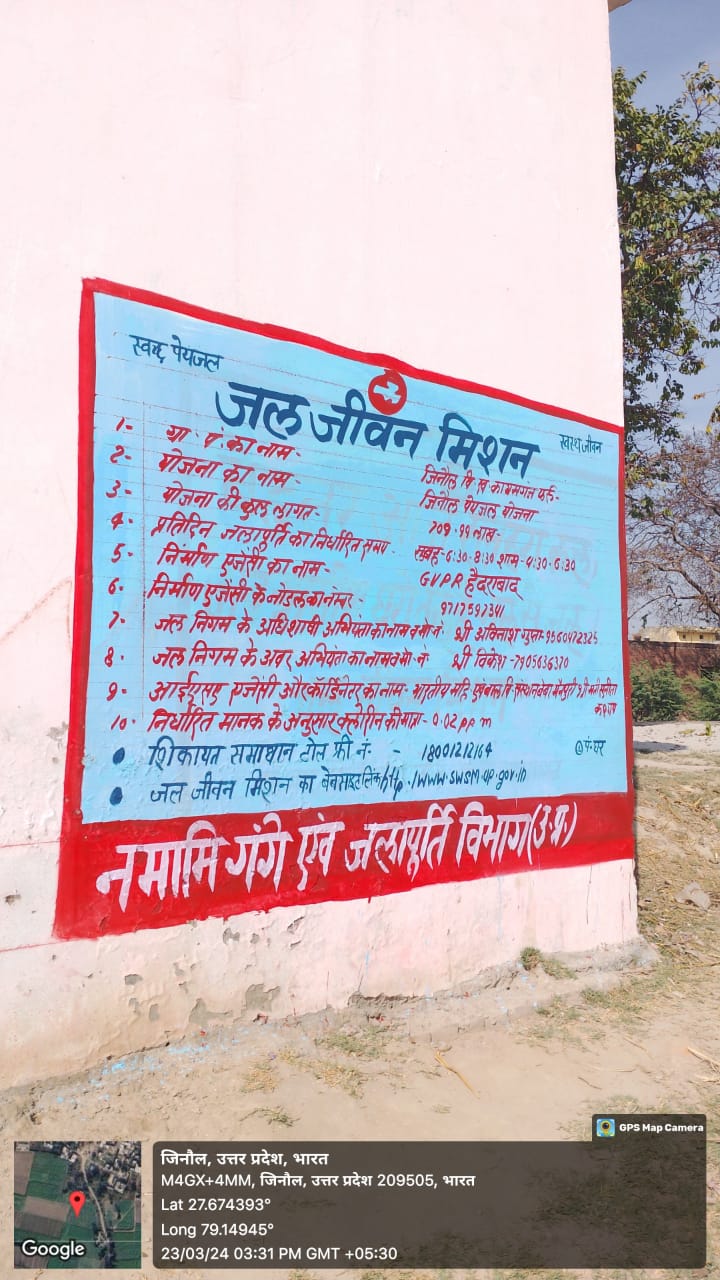 स्वच्छ पेयजल
जल जीवन मिशन
स्वस्थ जीवन
1- ग्रा पं का नाम - जिनौल वि ख
2- योजना का नाम - जिनौल पेयजल योजना
3- योजना की कुल लागत - 709.99 लाख -
4- प्रतिदिन जलापूर्ति का निर्धारित समय - सुबह - 6:30 - 8:30 शाम - 4:30 - 6:30
5- निर्माण एजेंसी का नाम - GVPR हैदराबाद
6- निर्माण एजेंसी के नोडल का नंबर - 9717597341
7- जल निगम के अधिशाषी अभियंता का नाम व मो नं - श्री अविनाश गुप्ता - 9560472325
8- जल निगम के अवर अभियंता का नाम व मो नं श्री विकेश - 7905636370
9- आईएसए एजेंसी और कॉर्डिनेटर का नाम - भारतीय
10- निर्धारित मानक के अनुसार क्लोरीन की मात्रा - 0.02 ppm
• शिकायत समाधान टोल फ्री नं - - 18001212164
• जल जीवन मिशन का वेबसाइट लिंक http./www.swsm.up.gov.in
नमामि गंगे एवं जलापूर्ति विभाग (उ.प्र.)
GPS Map Camera
जिनौल, उत्तर प्रदेश, भारत
M4GX+4MM, जिनौल, उत्तर प्रदेश 209505, भारत
Lat 27.674393°
Long 79.14945°
23/03/24 03:31 PM GMT +05:30
Google